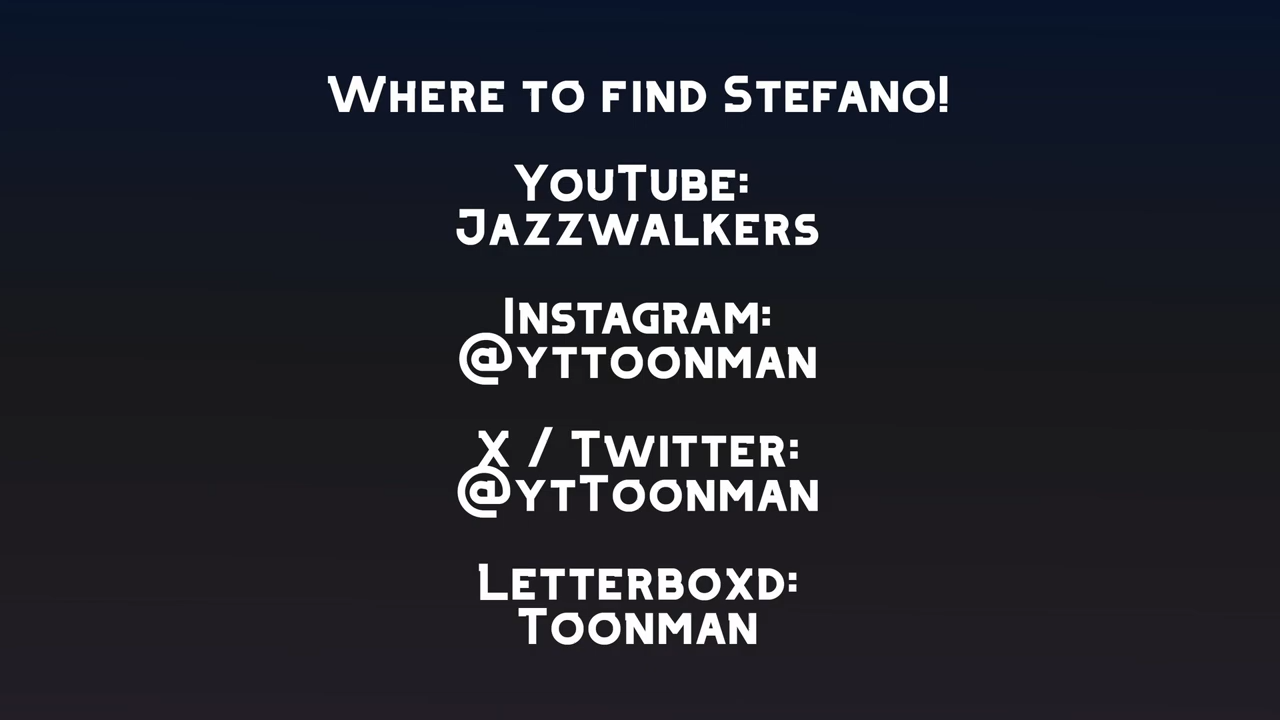 Where to find Stefano!
YouTube:
Jazzwalkers
Instagram:
@yttoonman
X / Twitter:
@ytToonman
Letterboxd:
Toonman